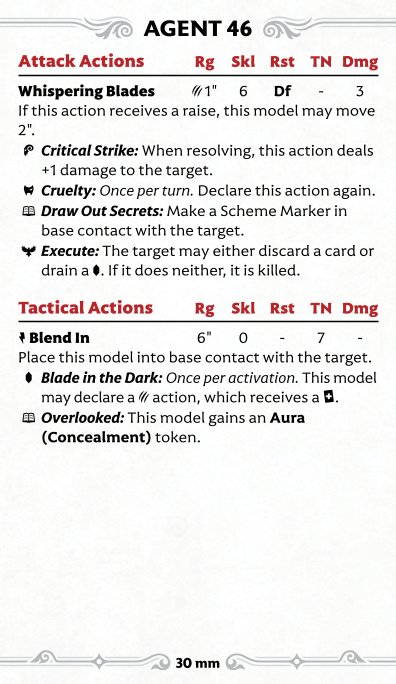 AGENT 46
Attack Actions Rg Skl Rst TN Dmg
Whispering Blades 1" 6 Df - 3
If this action receives a raise, this model may move
2".
Critical Strike: When resolving, this action deals
+1 damage to the target.
Cruelty: Once per turn. Declare this action again.
Draw Out Secrets: Make a Scheme Marker in
base contact with the target.
Execute: The target may either discard a card or
drain a . If it does neither, it is killed.
Tactical Actions Rg Skl Rst TN Dmg
Blend In 6" 0 - 7 -
Place this model into base contact with the target.
Blade in the Dark: Once per activation. This model
may declare a action, which receives a .
Overlooked: This model gains an Aura
(Concealment) token.
30 mm